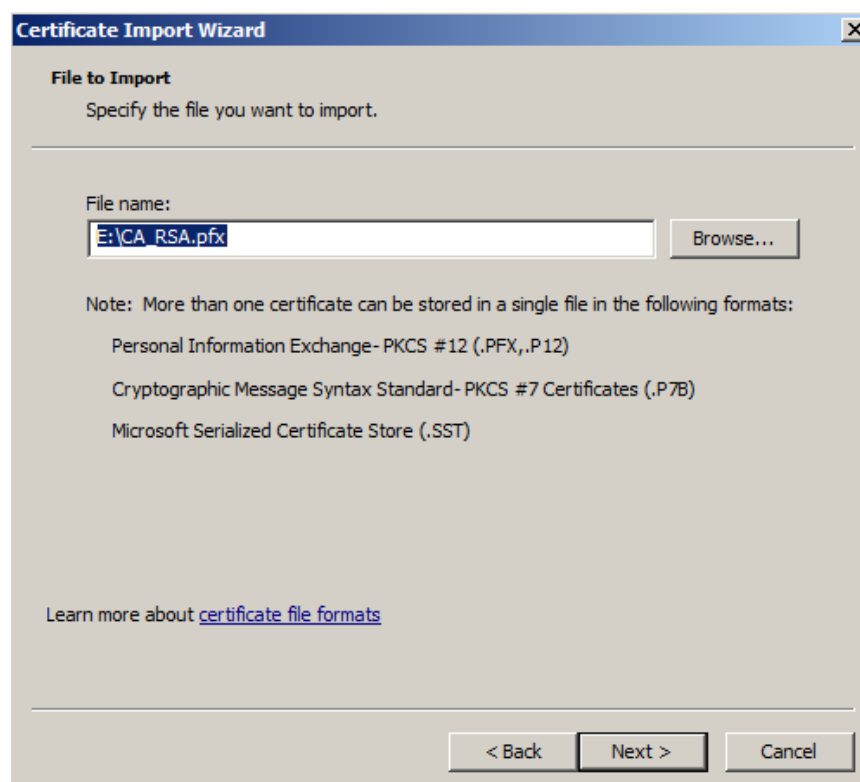 Certificate Import Wizard
File to Import
Specify the file you want to import.
File name:
E:\CA_RSA.pfx
Browse...
Note: More than one certificate can be stored in a single file in the following formats:
Personal Information Exchange- PKCS #12 (.PFX,.P12)
Cryptographic Message Syntax Standard- PKCS #7 Certificates (.P7B)
Microsoft Serialized Certificate Store (.SST)
Learn more about certificate file formats
< Back
Next >
Cancel